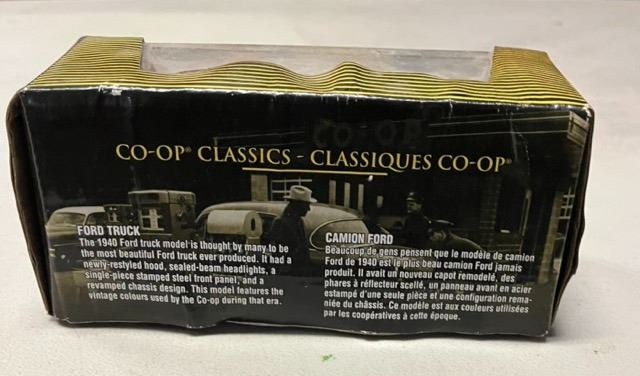 CO-OP
CO-OP® CLASSICS - CLASSIQUES CO-OP®
FORD TRUCK
The 1940 Ford truck model is thought by many to be
the most beautiful Ford truck ever produced. It had a
newly-restyled hood, sealed-beam headlights, a
single-piece stamped steel front panel, and a
revamped chassis design. This model features the
vintage colours used by the Co-op during that era.
CAMION FORD
Beaucoup de gens pensent que le modèle de camion
Ford de 1940 est le plus beau camion Ford jamais
produit. Il avait un nouveau capot remodelé, des
phares à réflecteur scellé, un panneau avant en acier
estampé d'une seule pièce et une configuration rema-
niée du châssis. Ce modèle est aux couleurs utilisées
par les coopératives à cette époque.